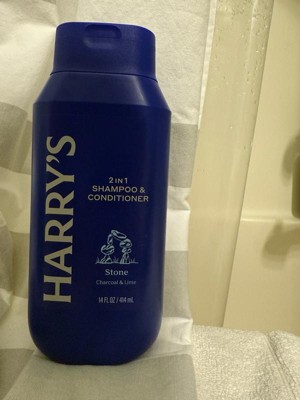 HARRY'S
2 IN 1
SHAMPOO &
CONDITIONER
Stone
Charcoal & Lime
14 FL OZ / 414 mL